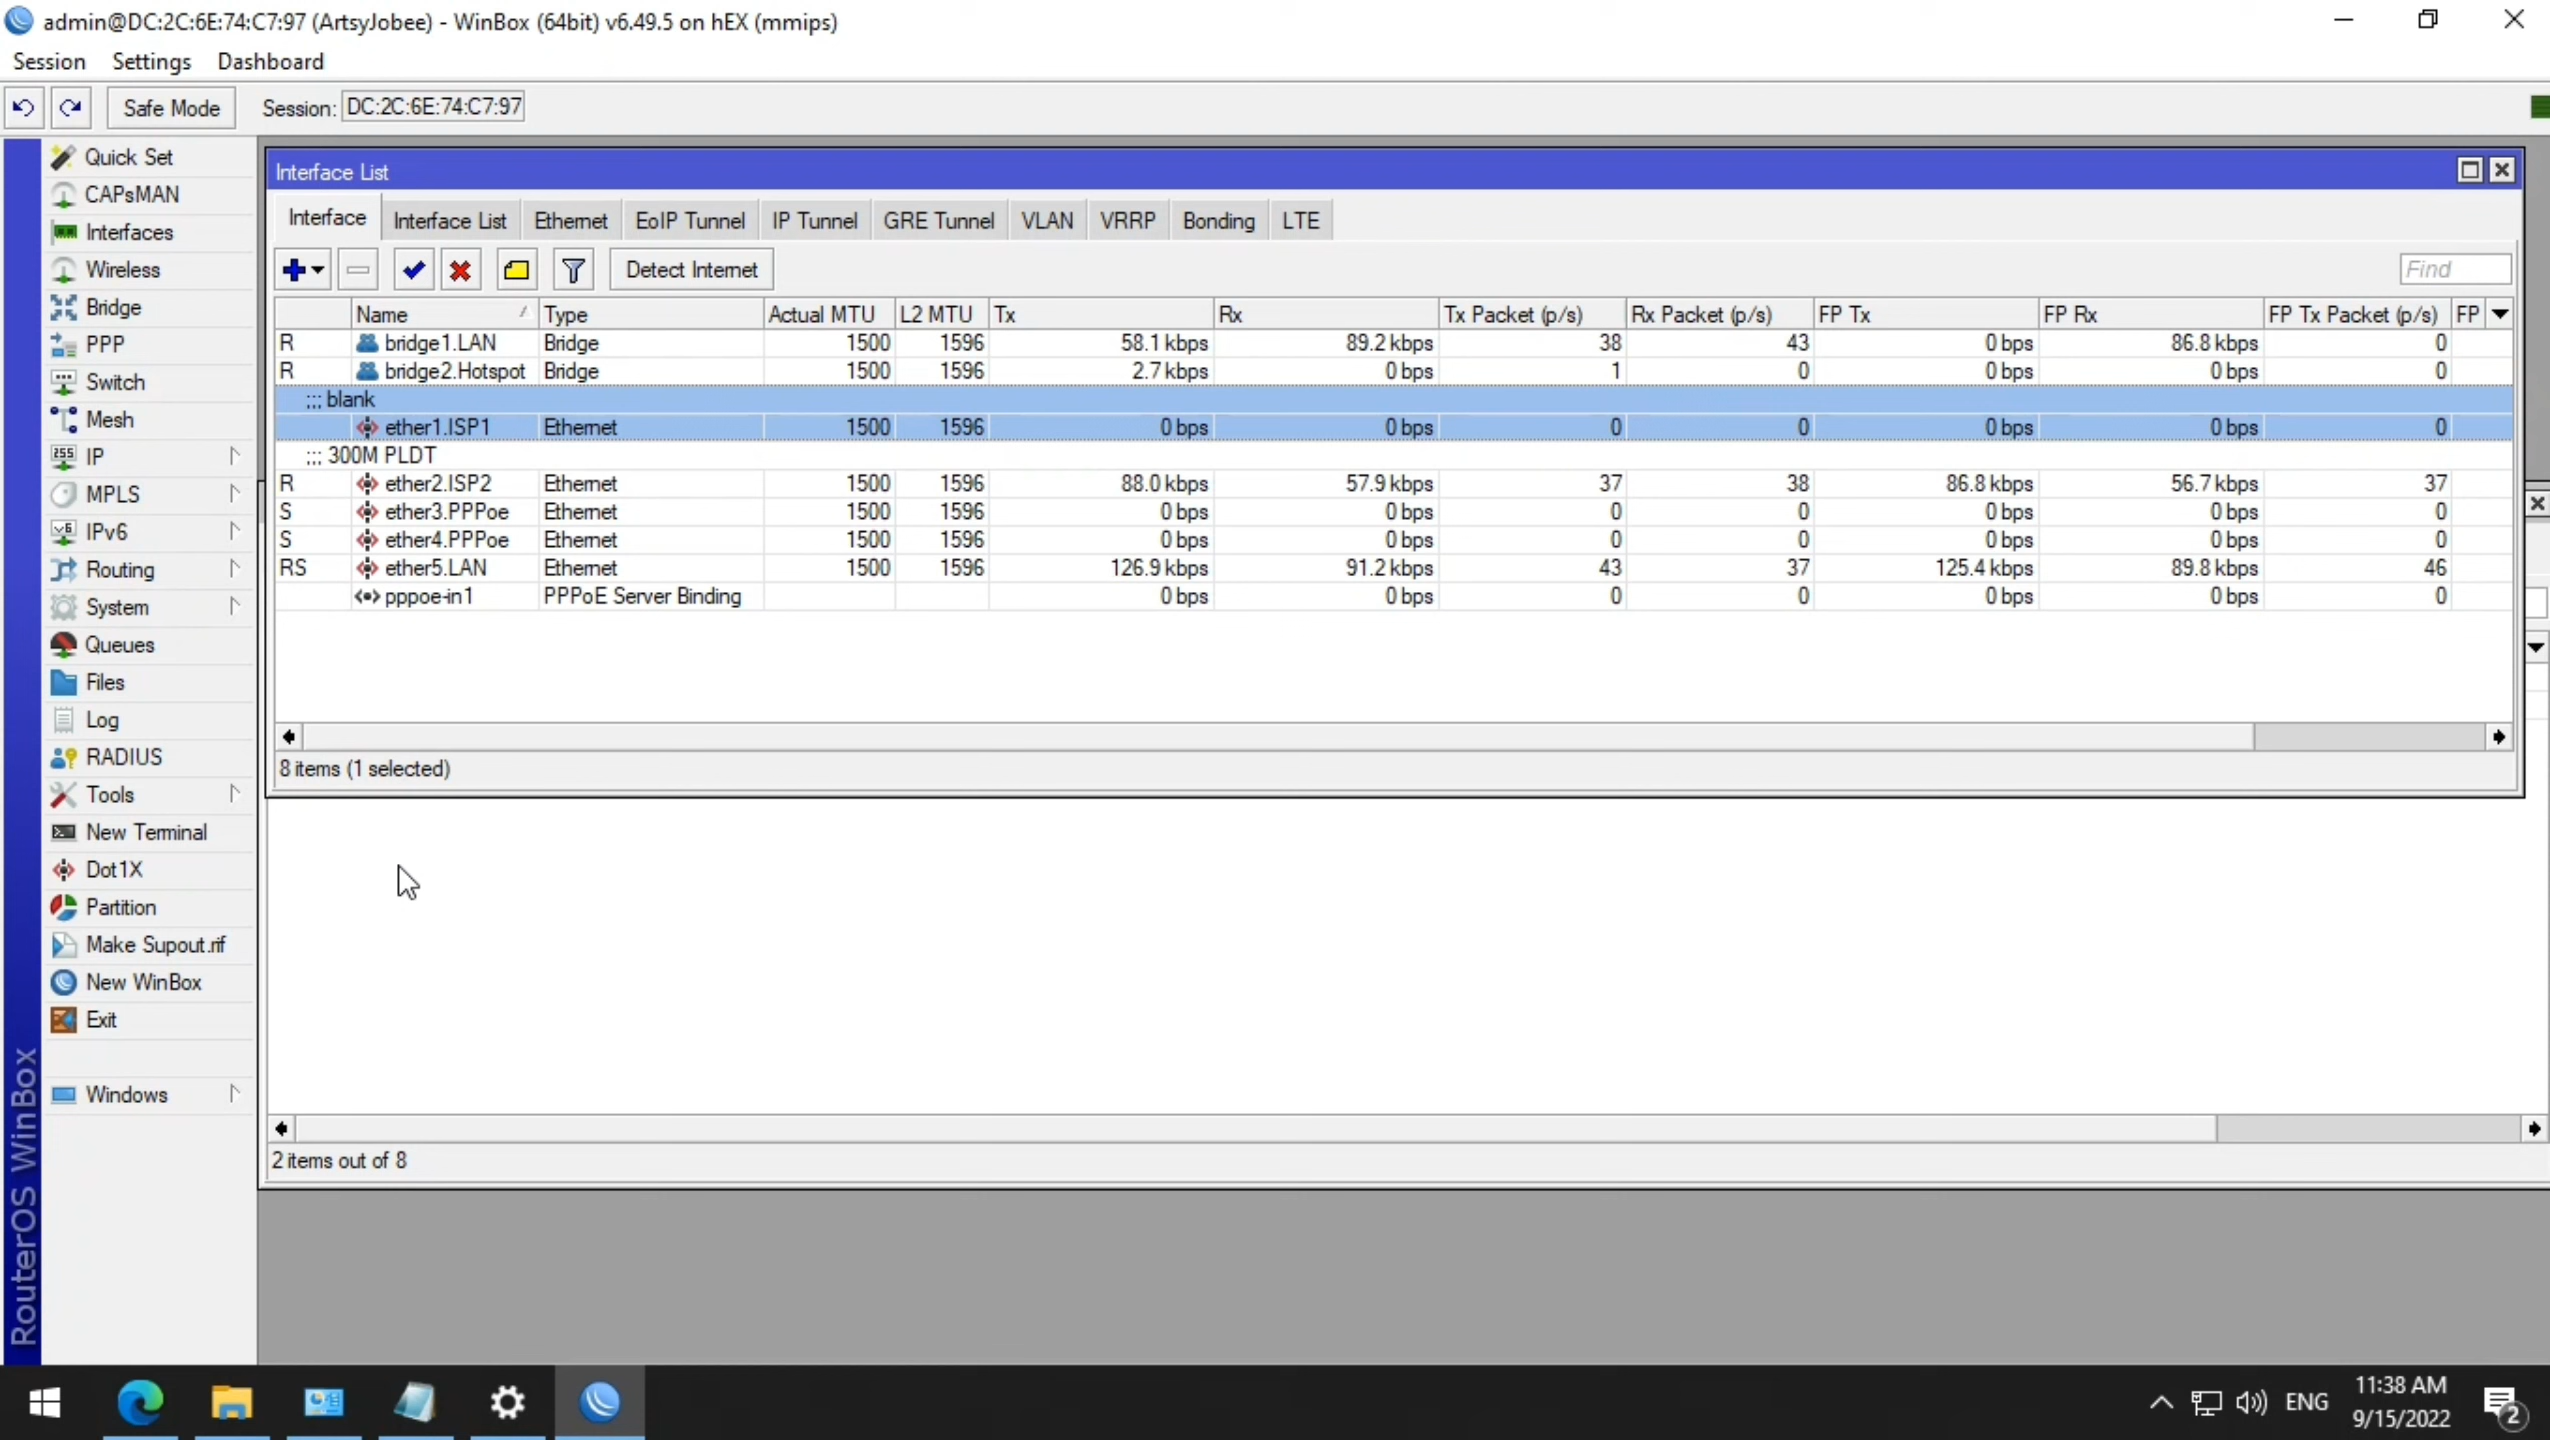 admin@DC:2C:6E:74:C7:97 (ArtsyJobee) - WinBox (64bit) v6.49.5 on hEX (mmips)
Session Settings Dashboard
Safe Mode Session: DC:2C:6E:74:C7:97
Quick Set
CAPsMAN
Interfaces
Wireless
Bridge
PPP
Switch
Mesh
IP
MPLS
IPv6
Routing
System
Queues
Files
Log
RADIUS
Tools
New Terminal
Dot1X
Partition
Make Supout.rif
New WinBox
Exit
Windows
RouterOS WinBox
Interface List
Interface Interface List Ethernet EoIP Tunnel IP Tunnel GRE Tunnel VLAN VRRP Bonding LTE
Detect Internet Find
Name Type Actual MTU L2 MTU Tx Rx Tx Packet (p/s) Rx Packet (p/s) FP Tx FP Rx FP Tx Packet (p/s) FP
R bridge1.LAN Bridge 1500 1596 58.1 kbps 89.2 kbps 38 43 0 bps 86.8 kbps 0
R bridge2.Hotspot Bridge 1500 1596 2.7 kbps 0 bps 1 0 0 bps 0 bps 0
;;; blank
ether1.ISP1 Ethernet 1500 1596 0 bps 0 bps 0 0 0 bps 0 bps 0
;;; 300M PLDT
R ether2.ISP2 Ethernet 1500 1596 88.0 kbps 57.9 kbps 37 38 86.8 kbps 56.7 kbps 37
S ether3.PPPoe Ethernet 1500 1596 0 bps 0 bps 0 0 0 bps 0 bps 0
S ether4.PPPoe Ethernet 1500 1596 0 bps 0 bps 0 0 0 bps 0 bps 0
RS ether5.LAN Ethernet 1500 1596 126.9 kbps 91.2 kbps 43 37 125.4 kbps 89.8 kbps 46
pppoe-in1 PPPoE Server Binding 0 bps 0 bps 0 0 0 bps 0 bps 0
8 items (1 selected)
2 items out of 8
ENG 11:38 AM
9/15/2022
2